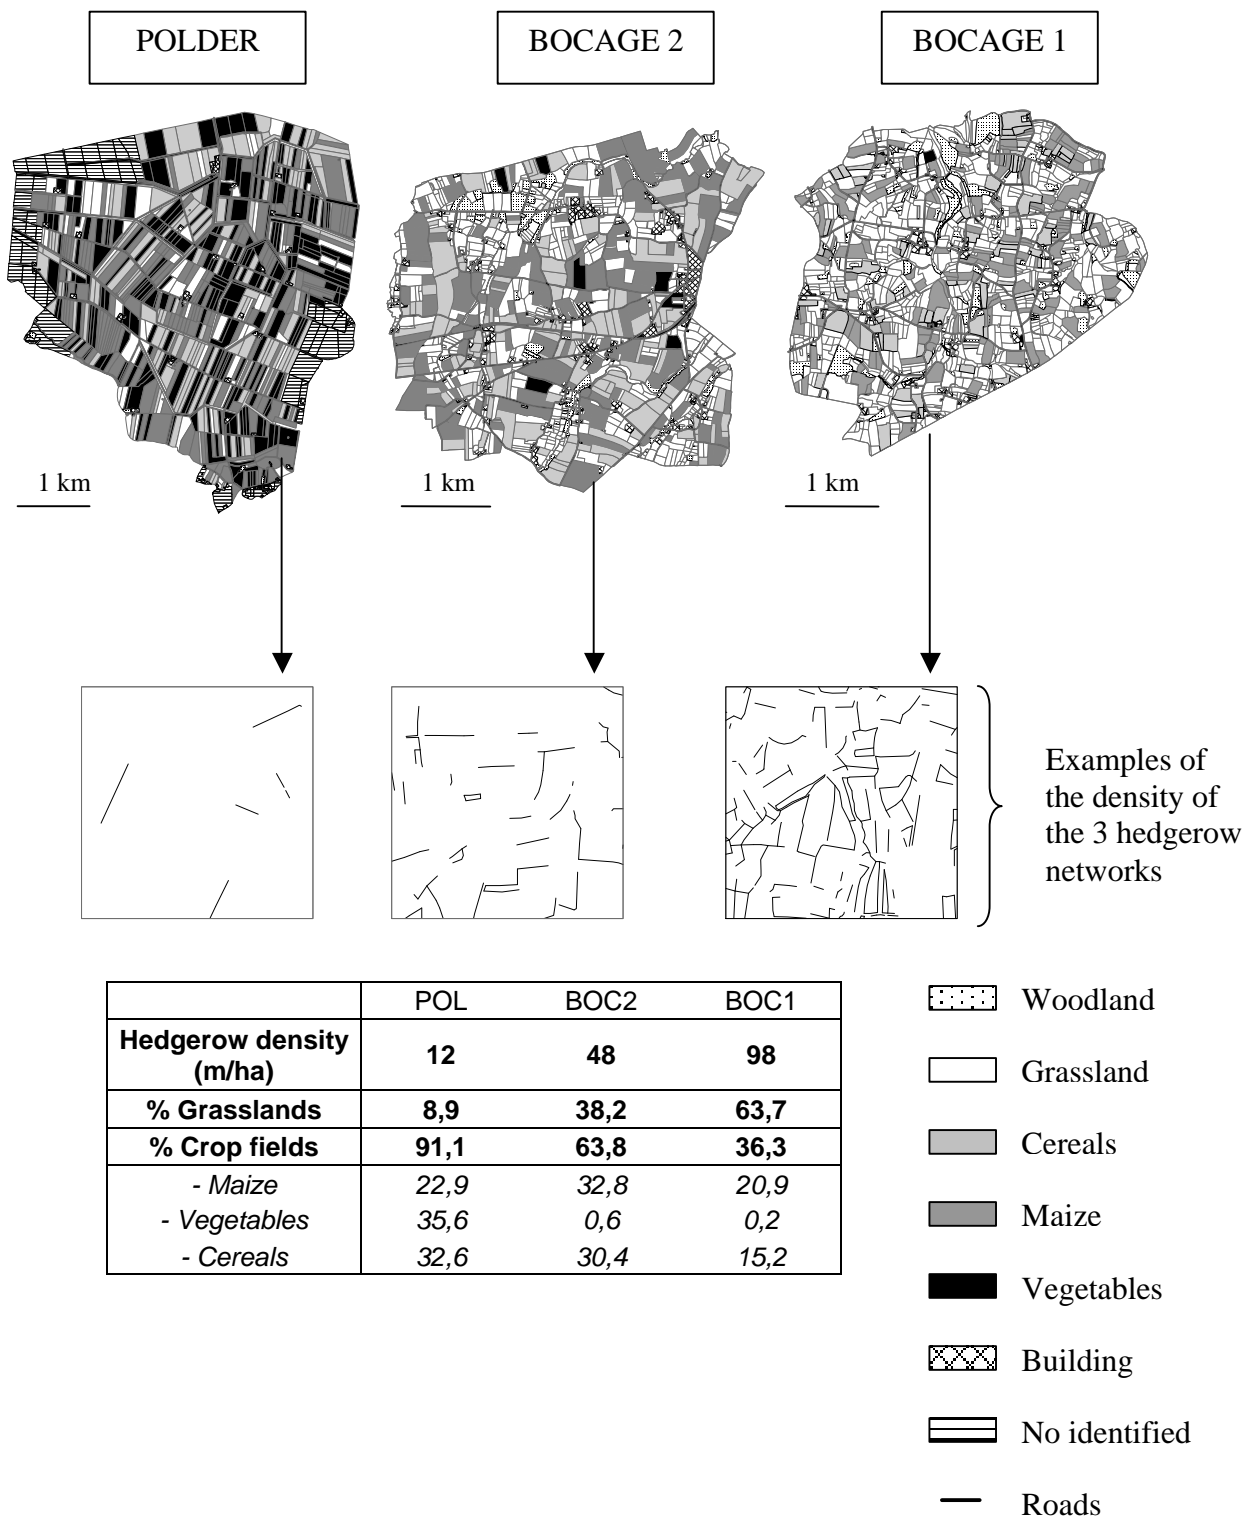 POLDER
BOCAGE 2
BOCAGE 1
1 km
1 km
1 km
Examples of
the density of
the 3 hedgerow
networks
POL BOC2 BOC1
Hedgerow density
(m/ha) 12 48 98
% Grasslands 8,9 38,2 63,7
% Crop fields 91,1 63,8 36,3
- Maize 22,9 32,8 20,9
- Vegetables 35,6 0,6 0,2
- Cereals 32,6 30,4 15,2
Woodland
Grassland
Cereals
Maize
Vegetables
Building
No identified
Roads